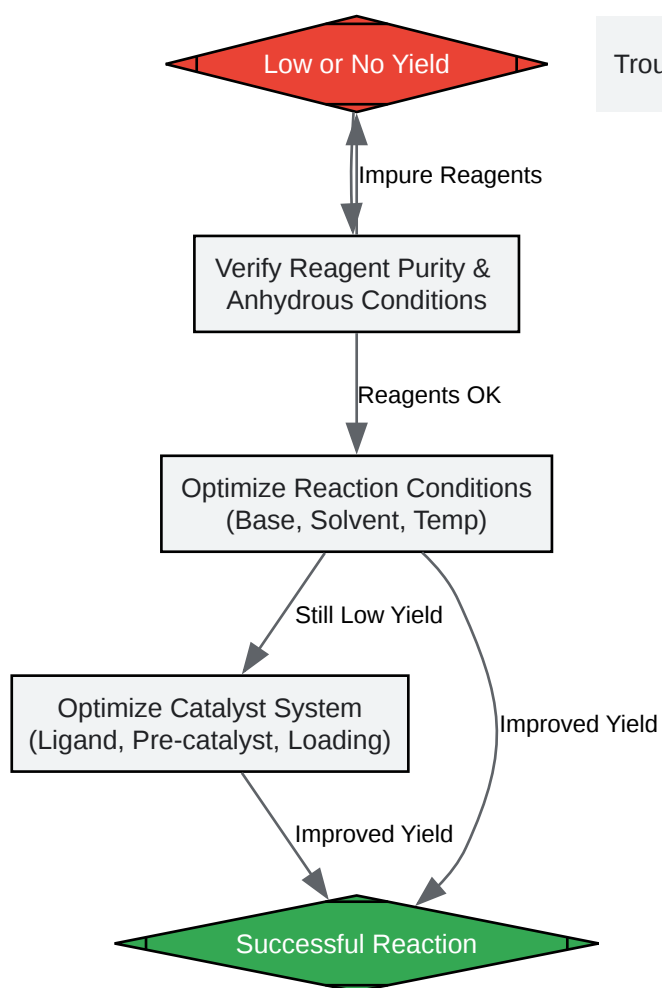 Low or No Yield
Trou
Impure Reagents
Verify Reagent Purity &
Anhydrous Conditions
Reagents OK
Optimize Reaction Conditions
(Base, Solvent, Temp)
Still Low Yield
Optimize Catalyst System
(Ligand, Pre-catalyst, Loading)
Improved Yield
Improved Yield
Successful Reaction